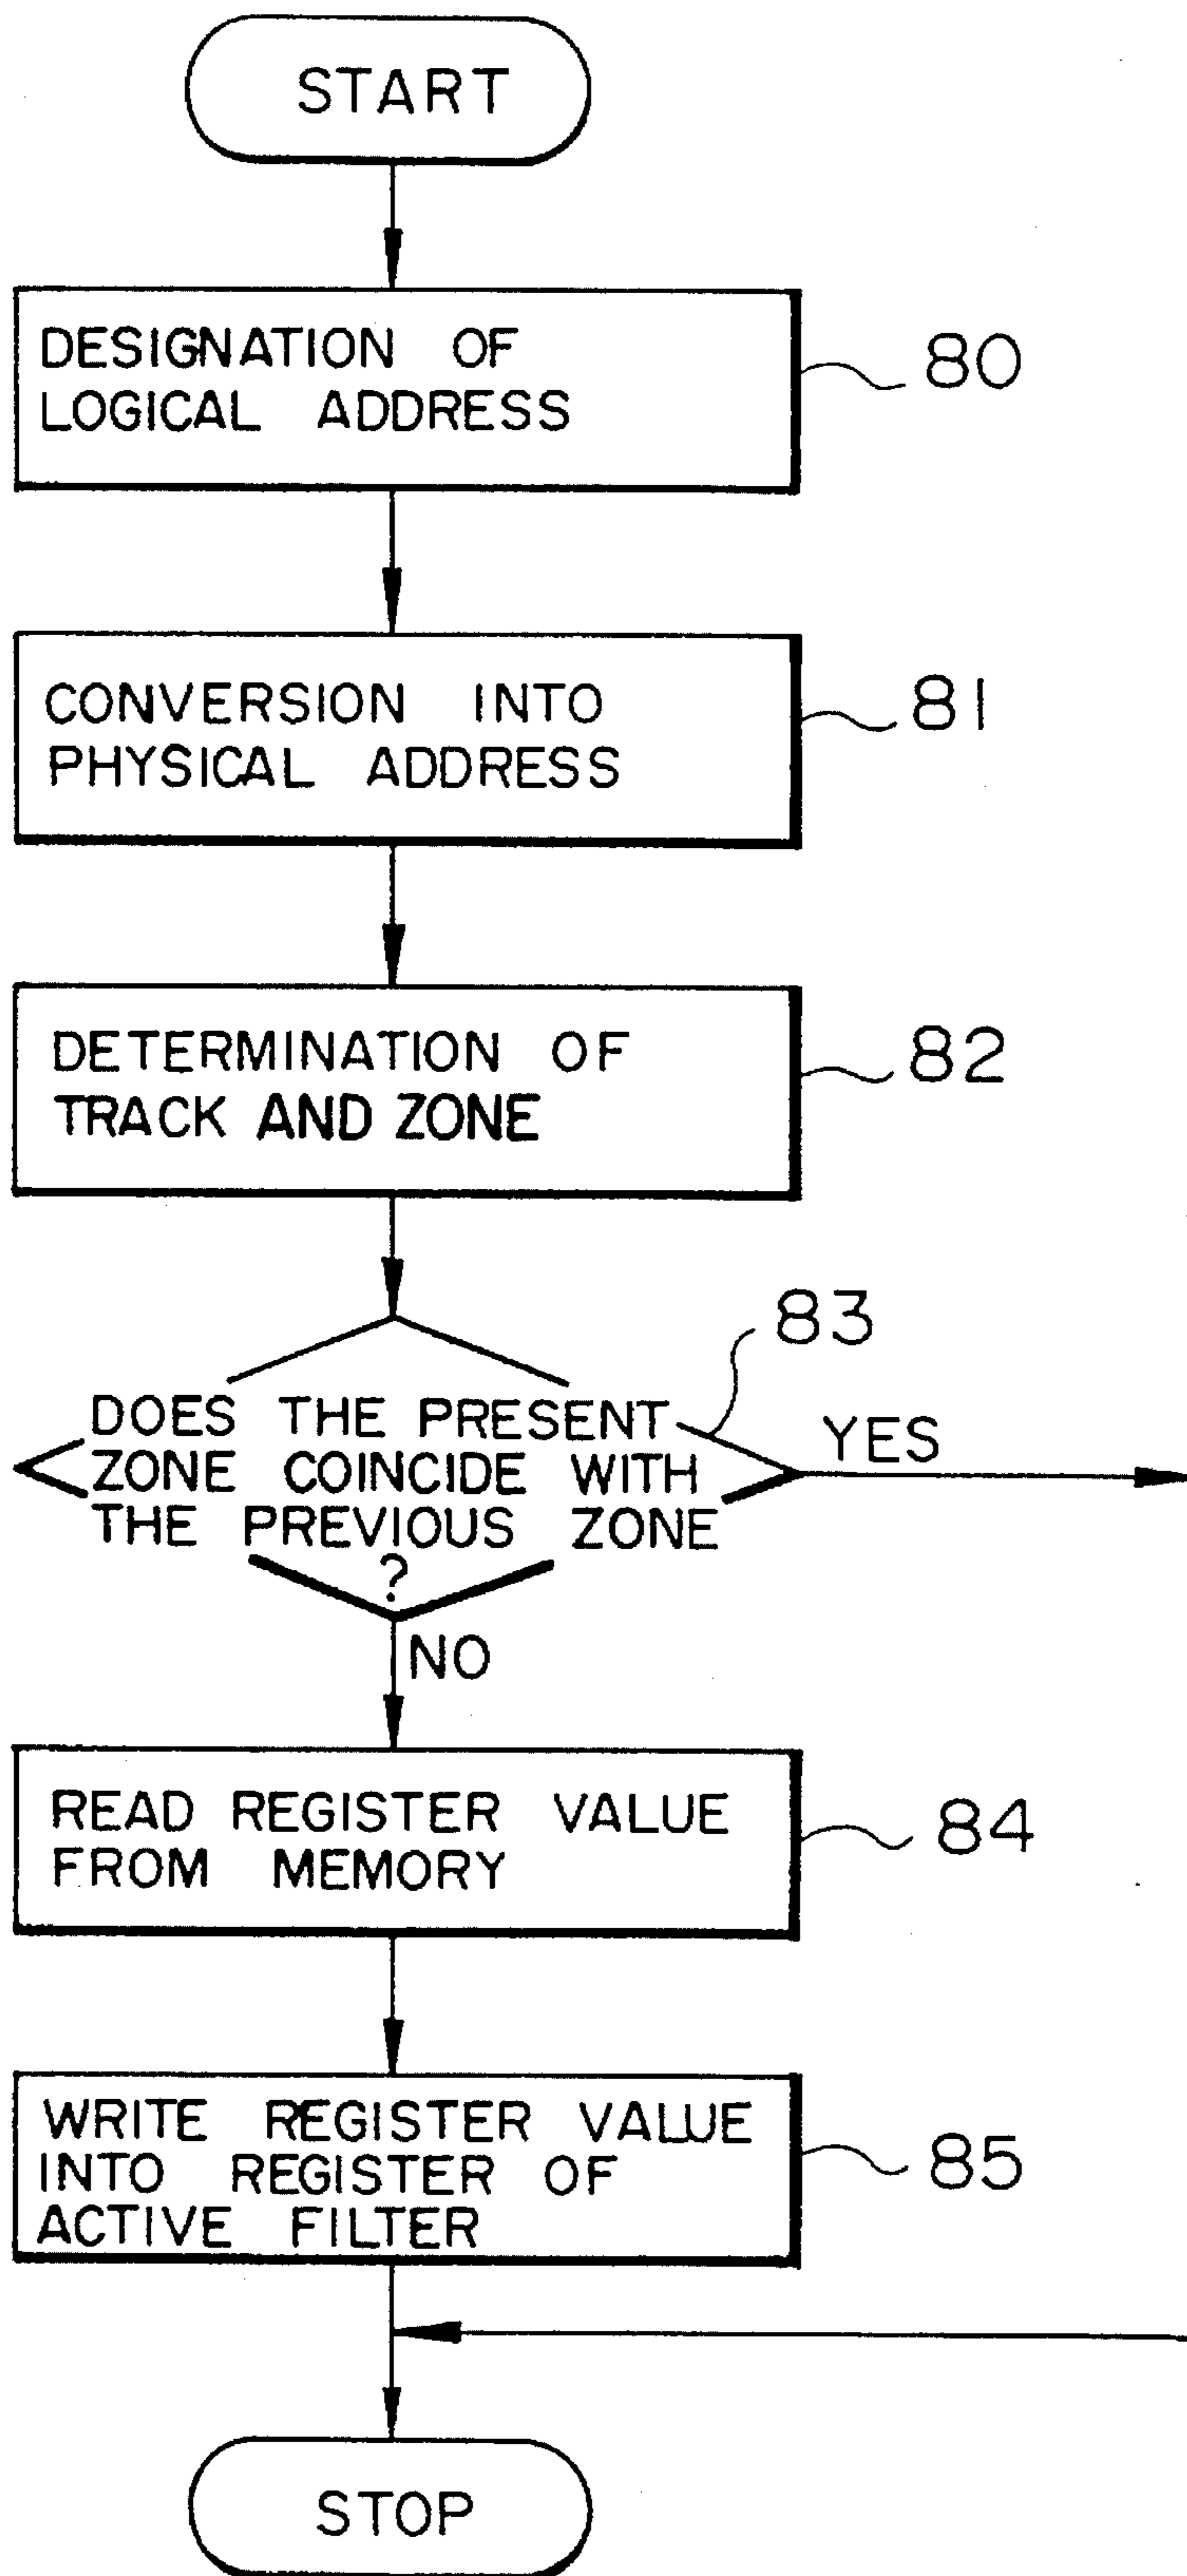 START
DESIGNATION OF
LOGICAL ADDRESS
80
CONVERSION INTO
PHYSICAL ADDRESS
81
DETERMINATION OF
TRACK AND ZONE
82
83
DOES THE PRESENT
ZONE COINCIDE WITH
THE PREVIOUS ZONE
?
YES
NO
READ REGISTER VALUE
FROM MEMORY
84
WRITE REGISTER VALUE
INTO REGISTER OF
ACTIVE FILTER
85
STOP